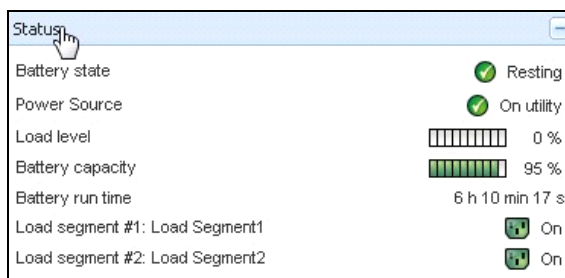 Status
Battery state Resting
Power Source On utility
Load level 0 %
Battery capacity 95 %
Battery run time 6 h 10 min 17 s
Load segment #1: Load Segment1 On
Load segment #2: Load Segment2 On